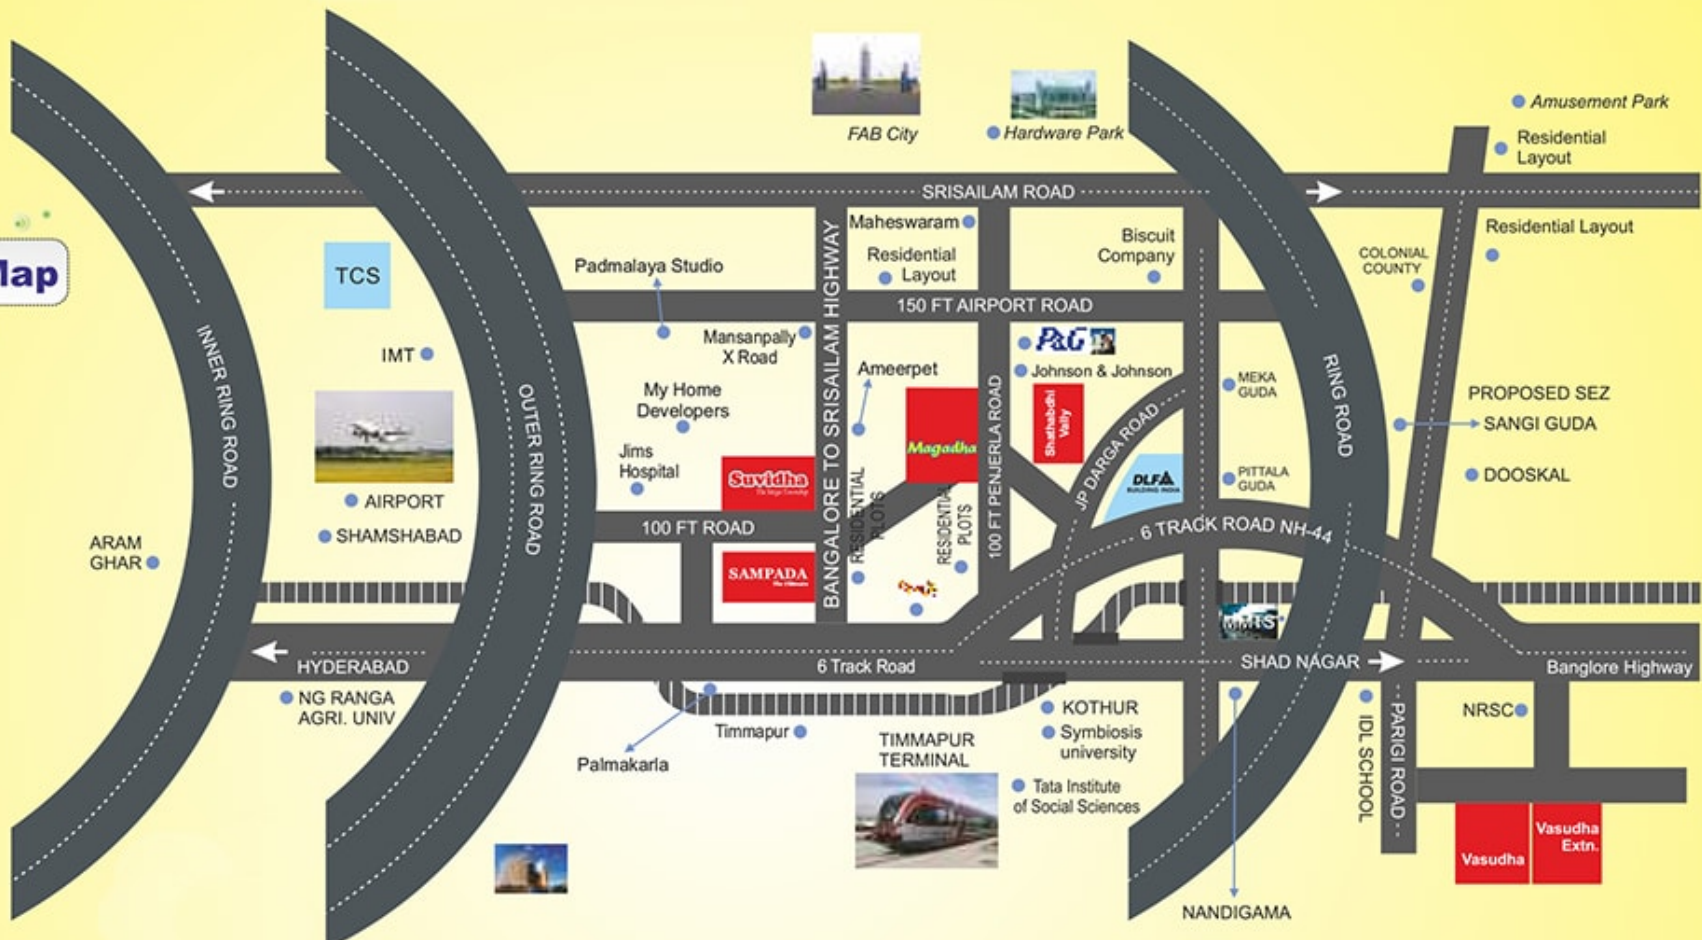 Map
FAB City
Hardware Park
Amusement Park
Residential
Layout
SRISAILAM ROAD
Maheswaram
Residential
Layout
Biscuit
Company
Residential Layout
COLONIAL
COUNTY
TCS
Padmalaya Studio
150 FT AIRPORT ROAD
BANGALORE TO SRISAILAM HIGHWAY
INNER RING ROAD
OUTER RING ROAD
RING ROAD
IMT
Mansanpally
X Road
Ameerpet
P&G
Johnson & Johnson
MEKA
GUDA
My Home
Developers
100 FT PENJERLA ROAD
Shathabdhi
Vally
JP DARGA ROAD
PROPOSED SEZ
SANGI GUDA
Magadha
Jims
Hospital
Suvidha
DLF
BUILDING INDIA
PITTALA
GUDA
DOOSKAL
AIRPORT
SHAMSHABAD
100 FT ROAD
RESIDENTIAL
PLOTS
RESIDENTIAL
PLOTS
6 TRACK ROAD NH-44
ARAM
GHAR
SAMPADA
MMTS
HYDERABAD
6 Track Road
SHAD NAGAR
Banglore Highway
NG RANGA
AGRI. UNIV
Palmakarla
Timmapur
TIMMAPUR
TERMINAL
KOTHUR
Symbiosis
university
Tata Institute
of Social Sciences
IDL SCHOOL
PARIGI ROAD
NRSC
Vasudha
Vasudha
Extn.
NANDIGAMA